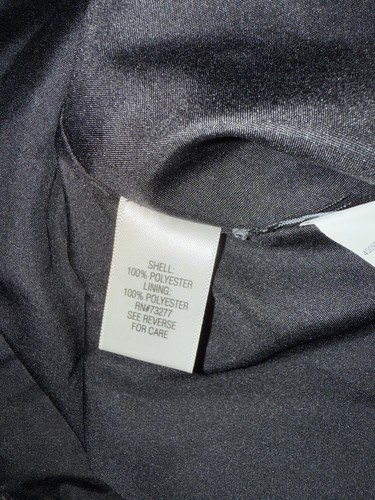 SHELL:
100% POLYESTER
LINING:
100% POLYESTER
RN#73277
SEE REVERSE
FOR CARE